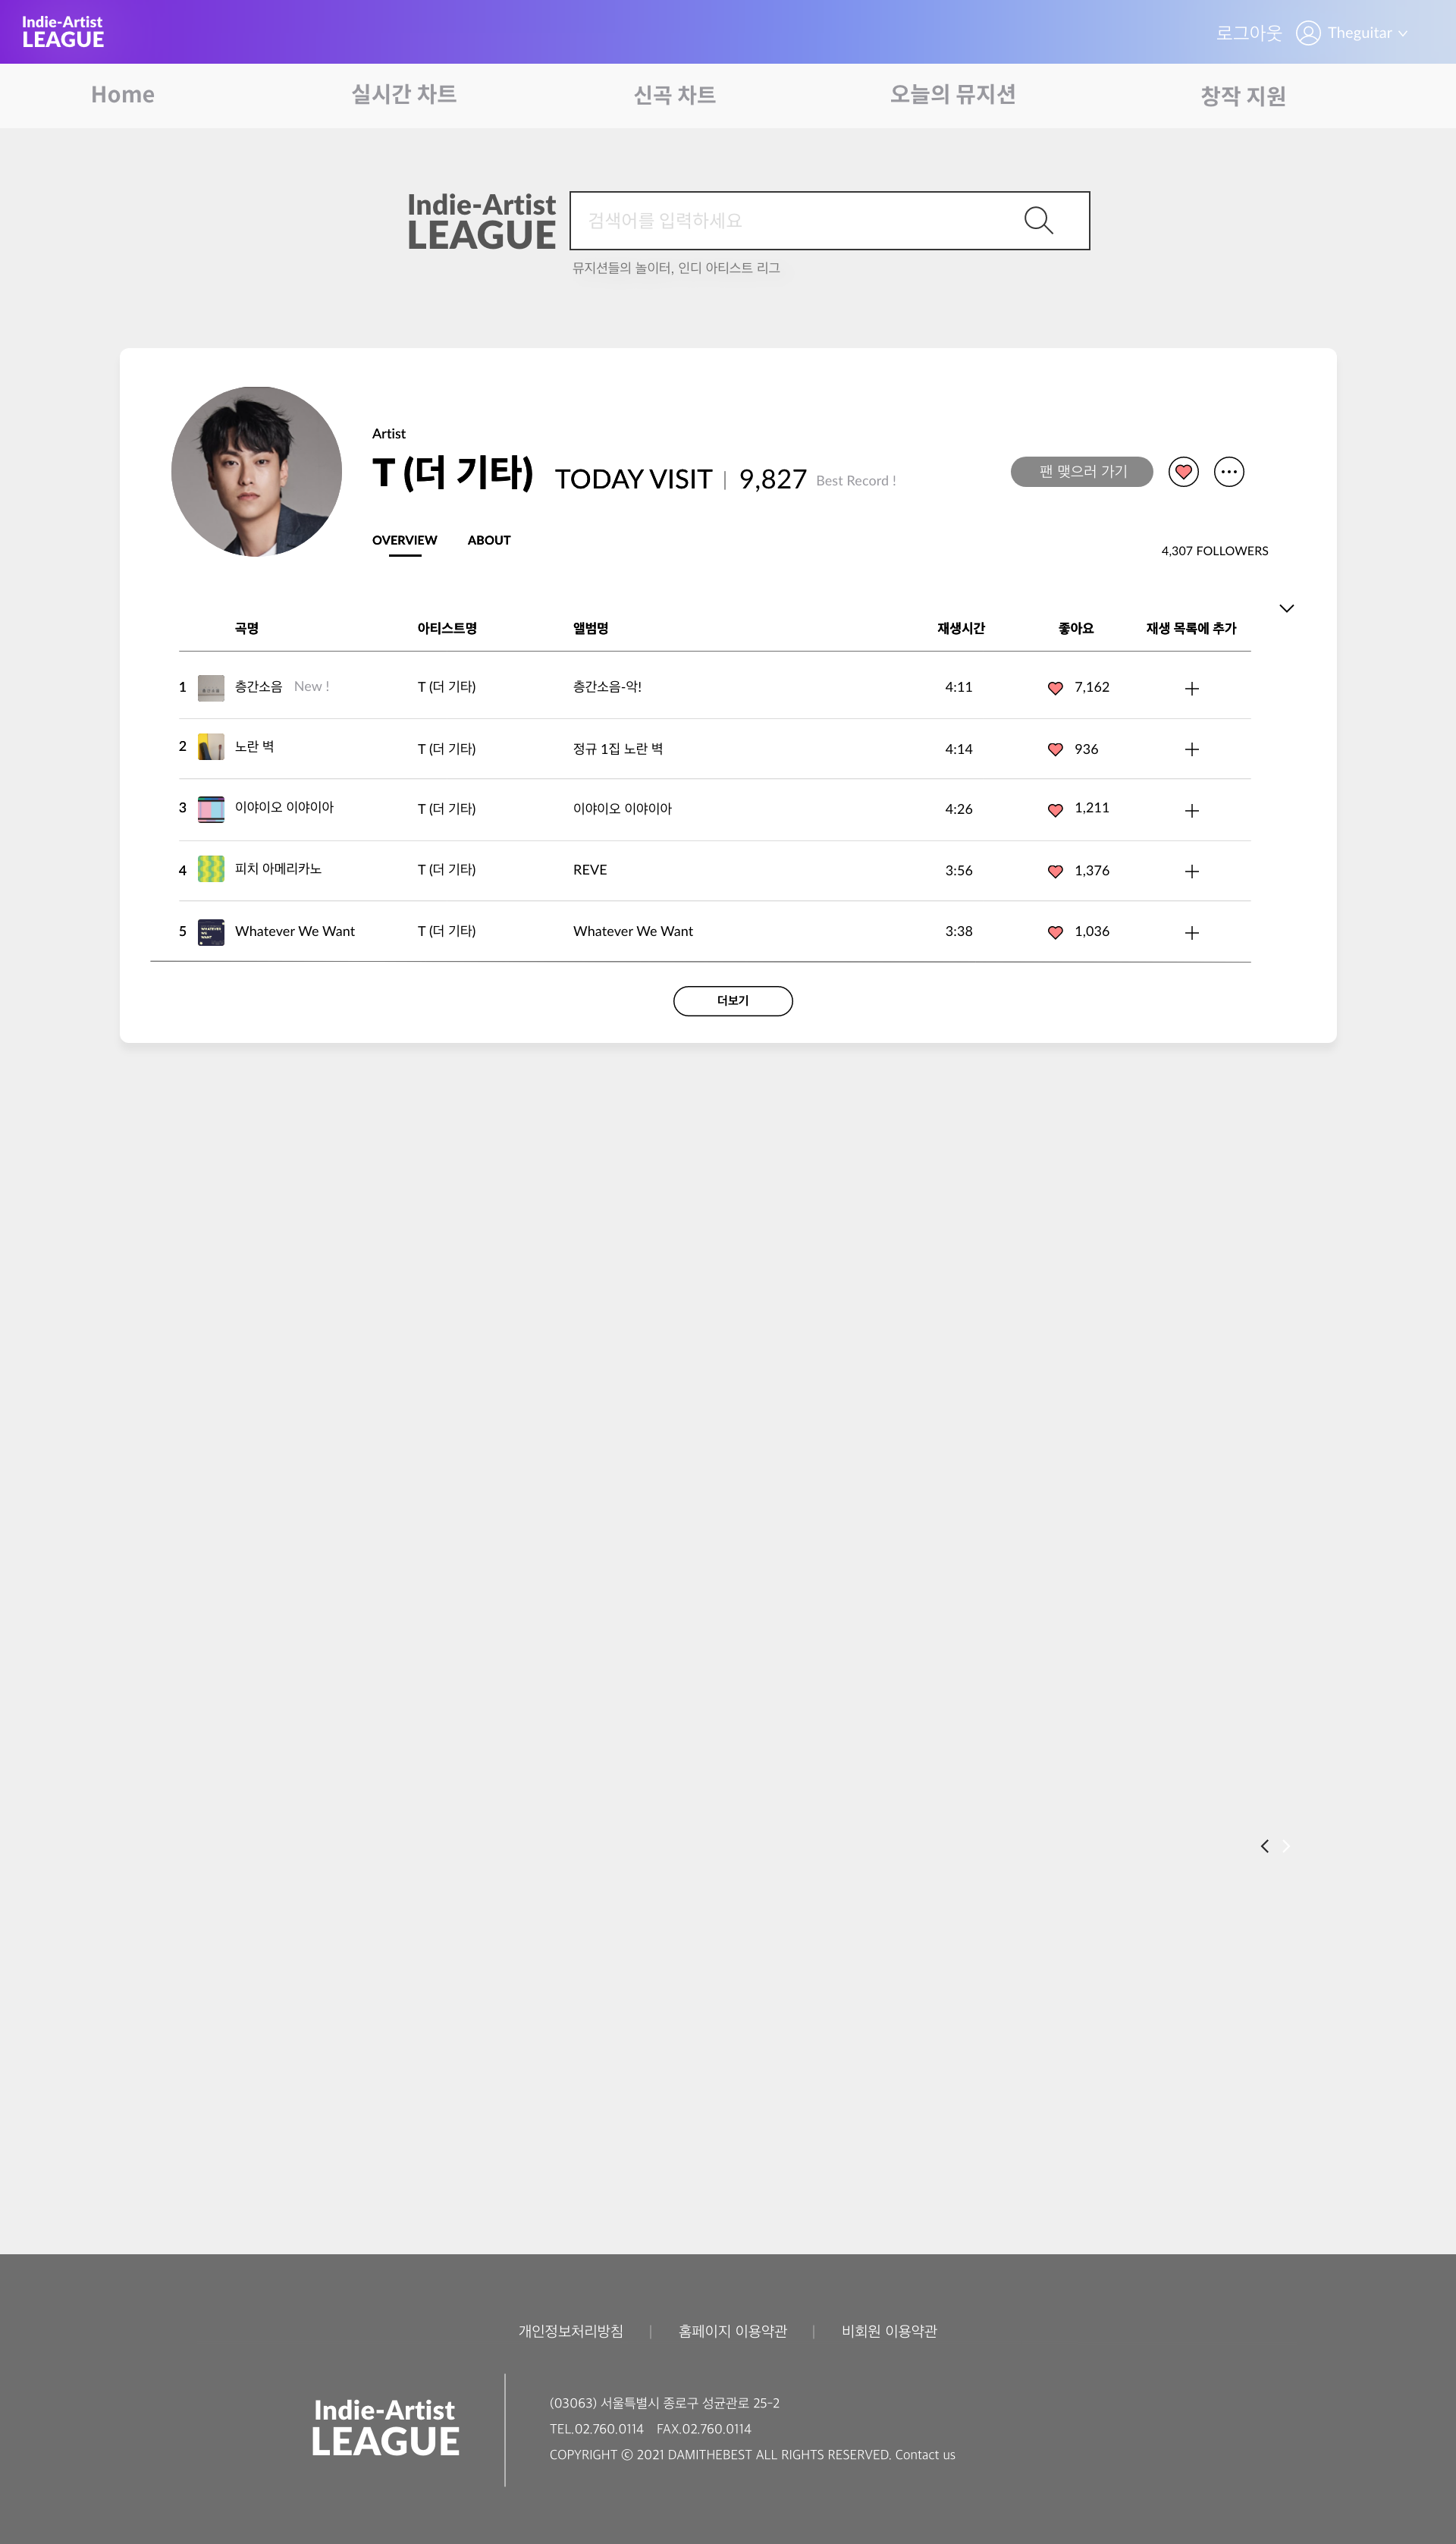 Indie-Artist
LEAGUE
로그아웃 Theguitar
Home 실시간 차트 신곡 차트 오늘의 뮤지션 창작 지원
Indie-Artist
LEAGUE
검색어를 입력하세요
뮤지션들의 놀이터, 인디 아티스트 리그
Artist
T (더 기타) TODAY VISIT | 9,827 Best Record !
팬 맺으러 가기
OVERVIEW ABOUT
4,307 FOLLOWERS
곡명 아티스트명 앨범명 재생시간 좋아요 재생 목록에 추가
1 층간소음 New ! T (더 기타) 층간소음-악! 4:11 7,162
2 노란 벽 T (더 기타) 정규 1집 노란 벽 4:14 936
3 이야이오 이야이아 T (더 기타) 이야이오 이야이아 4:26 1,211
4 피치 아메리카노 T (더 기타) REVE 3:56 1,376
WHATEVER
WE
WANT
5 Whatever We Want T (더 기타) Whatever We Want 3:38 1,036
더보기
개인정보처리방침 | 홈페이지 이용약관 | 비회원 이용약관
Indie-Artist
LEAGUE
(03063) 서울특별시 종로구 성균관로 25-2
TEL.02.760.0114 FAX.02.760.0114
COPYRIGHT ⓒ 2021 DAMITHEBEST ALL RIGHTS RESERVED. Contact us